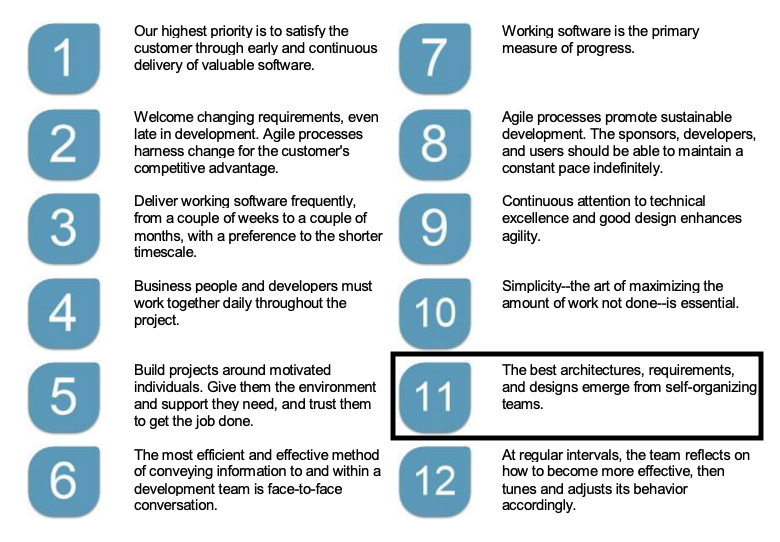 1
Our highest priority is to satisfy the
customer through early and continuous
delivery of valuable software.
2
Welcome changing requirements, even
late in development. Agile processes
harness change for the customer's
competitive advantage.
3
Deliver working software frequently,
from a couple of weeks to a couple of
months, with a preference to the shorter
timescale.
4
Business people and developers must
work together daily throughout the
project.
5
Build projects around motivated
individuals. Give them the environment
and support they need, and trust them
to get the job done.
6
The most efficient and effective method
of conveying information to and within a
development team is face-to-face
conversation.
7
Working software is the primary
measure of progress.
8
Agile processes promote sustainable
development. The sponsors, developers,
and users should be able to maintain a
constant pace indefinitely.
9
Continuous attention to technical
excellence and good design enhances
agility.
10
Simplicity--the art of maximizing the
amount of work not done--is essential.
11
The best architectures, requirements,
and designs emerge from self-organizing
teams.
12
At regular intervals, the team reflects on
how to become more effective, then
tunes and adjusts its behavior
accordingly.